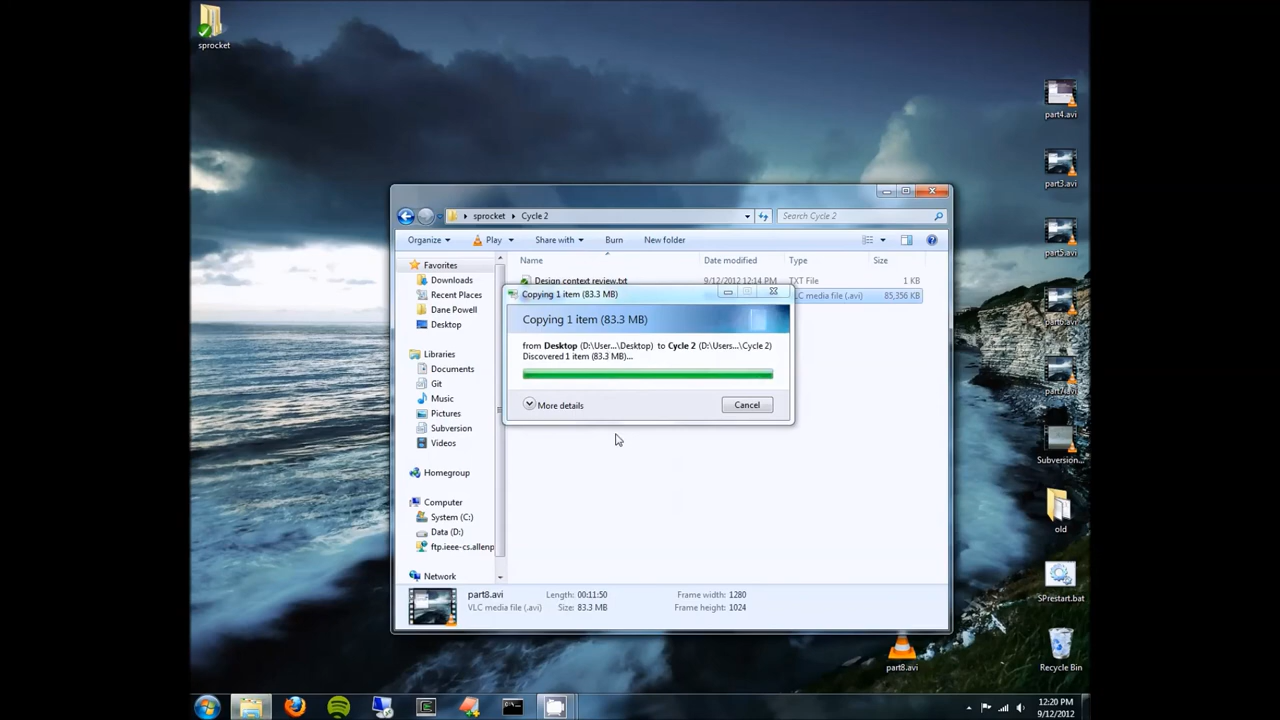 sprocket
part4.avi
part3.avi
part5.avi
part7.avi
Subversion...
old
SPrestart.bat
part8.avi
Recycle Bin
sprocket Cycle 2
Search Cycle 2
Organize Play Share with Burn New folder
Name Date modified Type Size
Design context review.txt 9/12/2012 12:14 PM TXT File 1 KB
VLC media file (.avi) 85,356 KB
Favorites
Downloads
Recent Places
Dane Powell
Desktop
Libraries
Documents
Git
Music
Pictures
Subversion
Videos
Homegroup
Computer
System (C:)
Data (D:)
ftp.ieee-cs.allenp
Network
Copying 1 item (83.3 MB)
Copying 1 item (83.3 MB)
from Desktop (D:\User...\Desktop) to Cycle 2 (D:\Users...\Cycle 2)
Discovered 1 item (83.3 MB)...
More details Cancel
part8.avi Length: 00:11:50 Frame width: 1280
VLC media file (.avi) Size: 83.3 MB Frame height: 1024
12:20 PM
9/12/2012